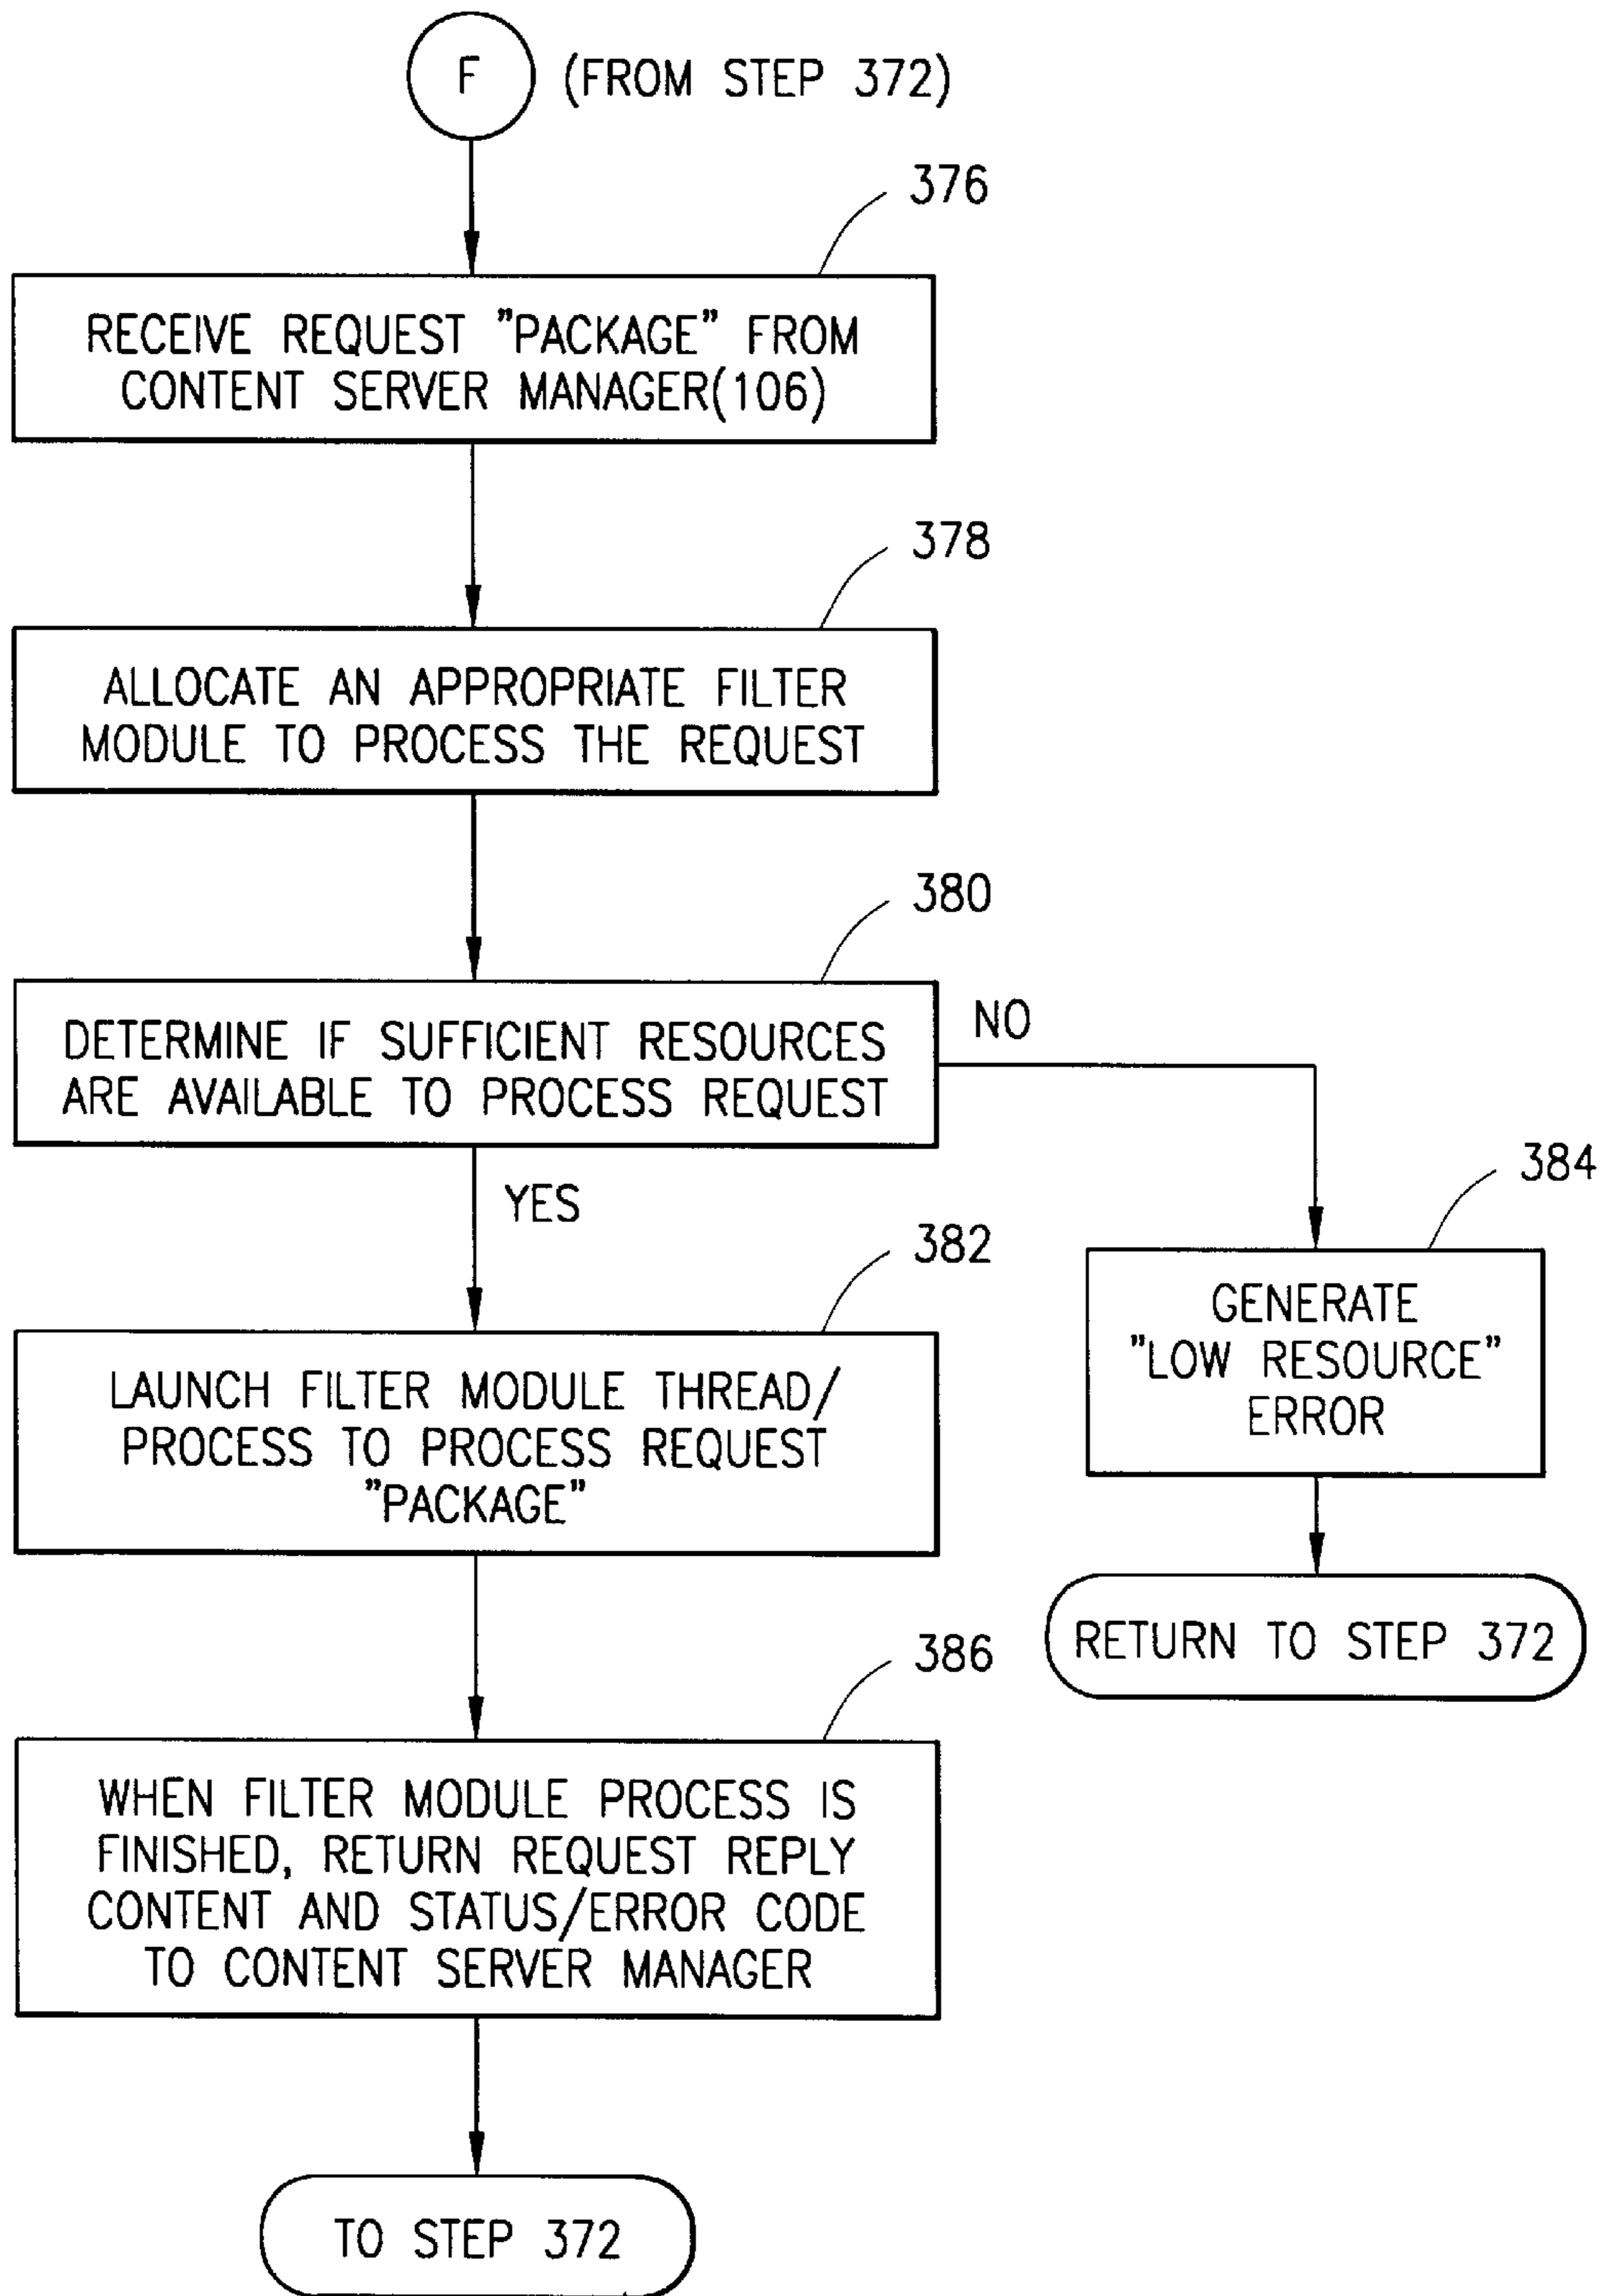 F (FROM STEP 372)
376
RECEIVE REQUEST "PACKAGE" FROM
CONTENT SERVER MANAGER(106)
378
ALLOCATE AN APPROPRIATE FILTER
MODULE TO PROCESS THE REQUEST
380
DETERMINE IF SUFFICIENT RESOURCES
ARE AVAILABLE TO PROCESS REQUEST
NO
YES
382
LAUNCH FILTER MODULE THREAD/
PROCESS TO PROCESS REQUEST
"PACKAGE"
384
GENERATE
"LOW RESOURCE"
ERROR
RETURN TO STEP 372
386
WHEN FILTER MODULE PROCESS IS
FINISHED, RETURN REQUEST REPLY
CONTENT AND STATUS/ERROR CODE
TO CONTENT SERVER MANAGER
TO STEP 372